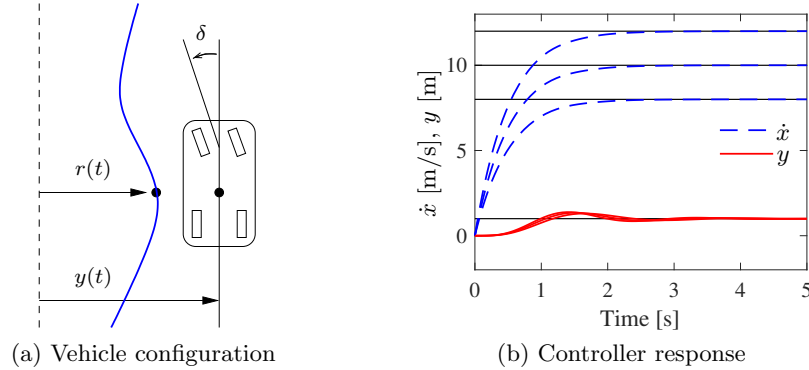 δ
r(t)
y(t)
(a) Vehicle configuration
ẋ [m/s], y [m]
10
5
0
ẋ
y
0 1 2 3 4 5
Time [s]
(b) Controller response